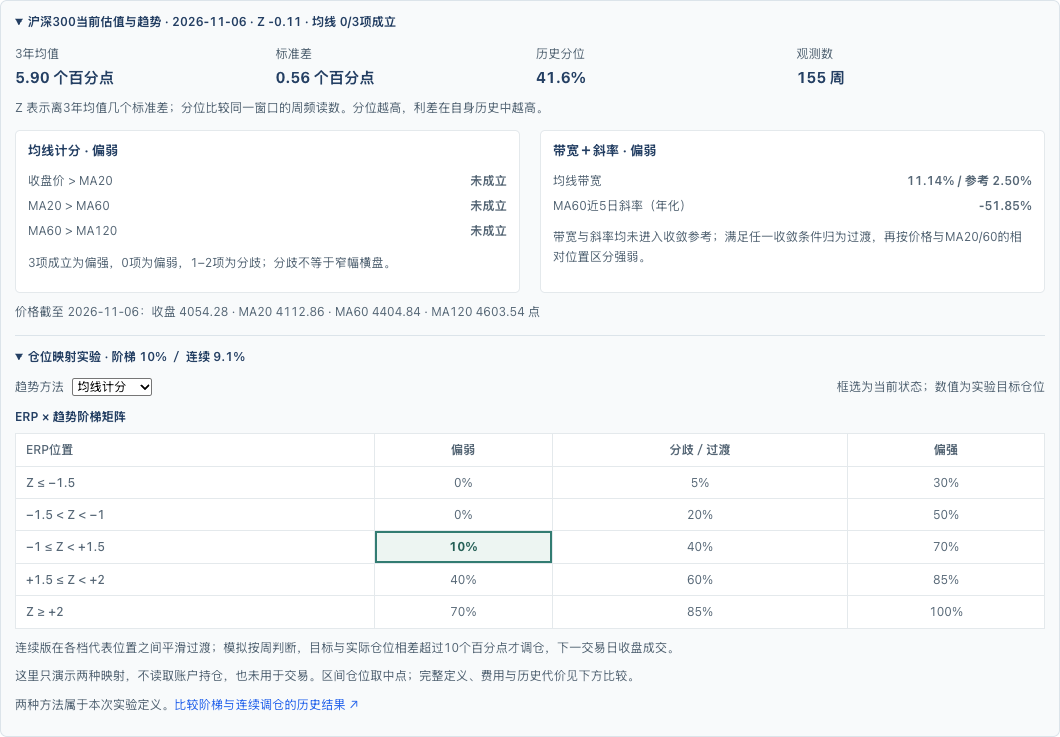 ▼ 沪深300当前估值与趋势 · 2026-11-06 · Z -0.11 · 均线 0/3项成立
3年均值 标准差 历史分位 观测数
5.90 个百分点 0.56 个百分点 41.6% 155 周
Z 表示离3年均值几个标准差；分位比较同一窗口的周频读数。分位越高，利差在自身历史中越高。
均线计分 · 偏弱
收盘价 > MA20 未成立
MA20 > MA60 未成立
MA60 > MA120 未成立
3项成立为偏强，0项为偏弱，1–2项为分歧；分歧不等于窄幅横盘。
带宽＋斜率 · 偏弱
均线带宽 11.14% / 参考 2.50%
MA60近5日斜率（年化） -51.85%
带宽与斜率均未进入收敛参考；满足任一收敛条件归为过渡，再按价格与MA20/60的相
对位置区分强弱。
价格截至 2026-11-06：收盘 4054.28 · MA20 4112.86 · MA60 4404.84 · MA120 4603.54 点
▼ 仓位映射实验 · 阶梯 10% / 连续 9.1%
趋势方法 均线计分 框选为当前状态；数值为实验目标仓位
ERP × 趋势阶梯矩阵
ERP位置 偏弱 分歧 / 过渡 偏强
Z ≤ −1.5 0% 5% 30%
−1.5 < Z < −1 0% 20% 50%
−1 ≤ Z < +1.5 10% 40% 70%
+1.5 ≤ Z < +2 40% 60% 85%
Z ≥ +2 70% 85% 100%
连续版在各档代表位置之间平滑过渡；模拟按周判断，目标与实际仓位相差超过10个百分点才调仓，下一交易日收盘成交。
这里只演示两种映射，不读取账户持仓，也未用于交易。区间仓位取中点；完整定义、费用与历史代价见下方比较。
两种方法属于本次实验定义。比较阶梯与连续调仓的历史结果 ↗